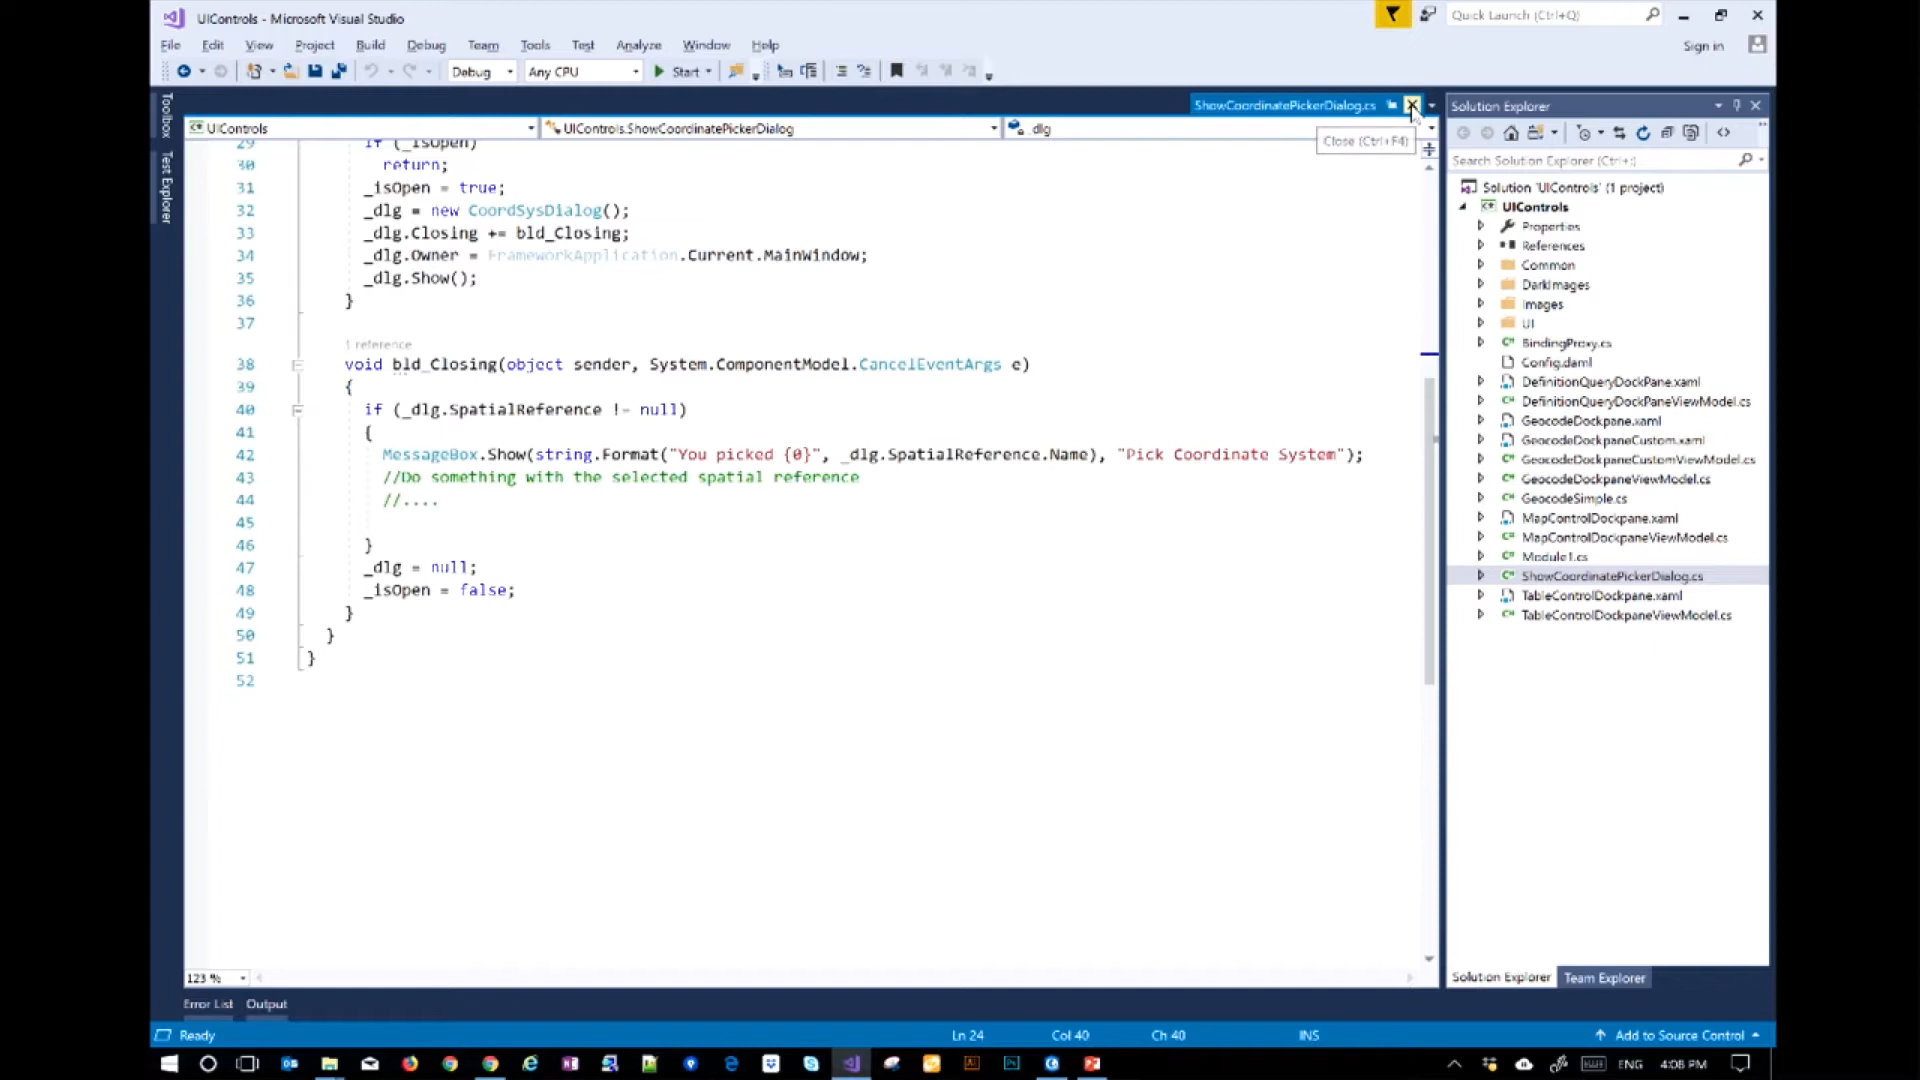 UIControls - Microsoft Visual Studio
Quick Launch (Ctrl+Q)
File Edit View Project Build Debug Team Tools Test Analyze Window Help
Sign in
Debug Any CPU Start
Toolbox
Test Explorer
ShowCoordinatePickerDialog.cs
UIControls UIControls.ShowCoordinatePickerDialog _dlg
Close (Ctrl+F4)
29 if (_isOpen)
30 return;
31 _isOpen = true;
32 _dlg = new CoordSysDialog();
33 _dlg.Closing += bld_Closing;
34 _dlg.Owner = FrameworkApplication.Current.MainWindow;
35 _dlg.Show();
36 }
37
1 reference
38 void bld_Closing(object sender, System.ComponentModel.CancelEventArgs e)
39 {
40 if (_dlg.SpatialReference != null)
41 {
42 MessageBox.Show(string.Format("You picked {0}", _dlg.SpatialReference.Name), "Pick Coordinate System");
43 //Do something with the selected spatial reference
44 //....
45
46 }
47 _dlg = null;
48 _isOpen = false;
49 }
50 }
51 }
52
123 %
Error List Output
Solution Explorer
Search Solution Explorer (Ctrl+;)
Solution 'UIControls' (1 project)
UIControls
Properties
References
Common
DarkImages
Images
UI
BindingProxy.cs
Config.daml
DefinitionQueryDockPane.xaml
DefinitionQueryDockPaneViewModel.cs
GeocodeDockpane.xaml
GeocodeDockpaneCustom.xaml
GeocodeDockpaneCustomViewModel.cs
GeocodeDockpaneViewModel.cs
GeocodeSimple.cs
MapControlDockpane.xaml
MapControlDockpaneViewModel.cs
Module1.cs
ShowCoordinatePickerDialog.cs
TableControlDockpane.xaml
TableControlDockpaneViewModel.cs
Solution Explorer Team Explorer
Ready Ln 24 Col 40 Ch 40 INS Add to Source Control
ENG 4:08 PM